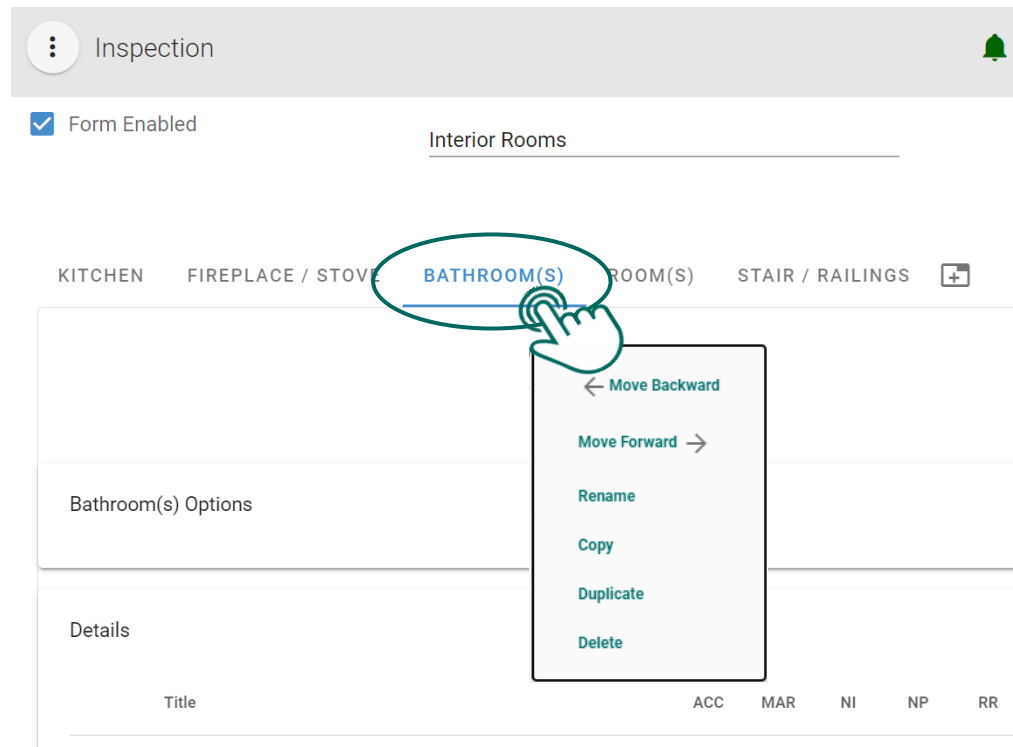 Inspection
Form Enabled
Interior Rooms
KITCHEN FIREPLACE / STOVE BATHROOM(S) ROOM(S) STAIR / RAILINGS
Move Backward
Move Forward
Rename
Bathroom(s) Options
Copy
Duplicate
Details
Delete
Title ACC MAR NI NP RR